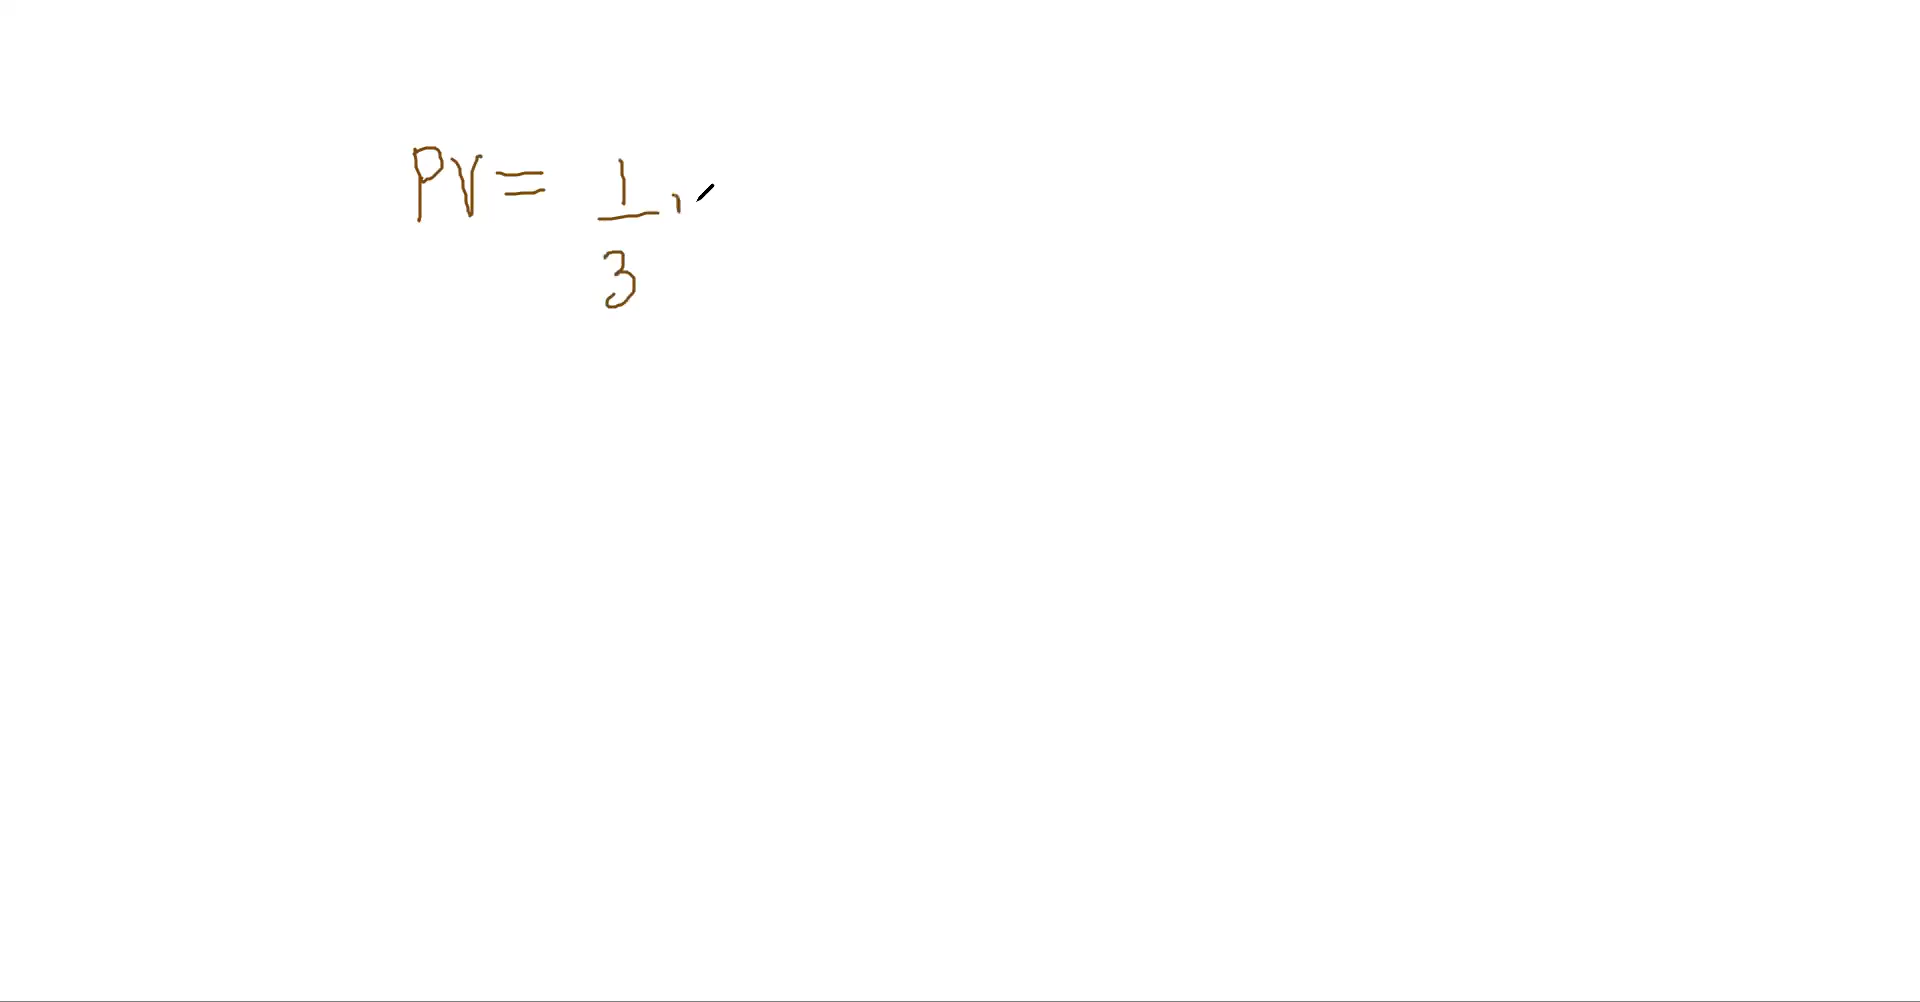 PV = 1/3